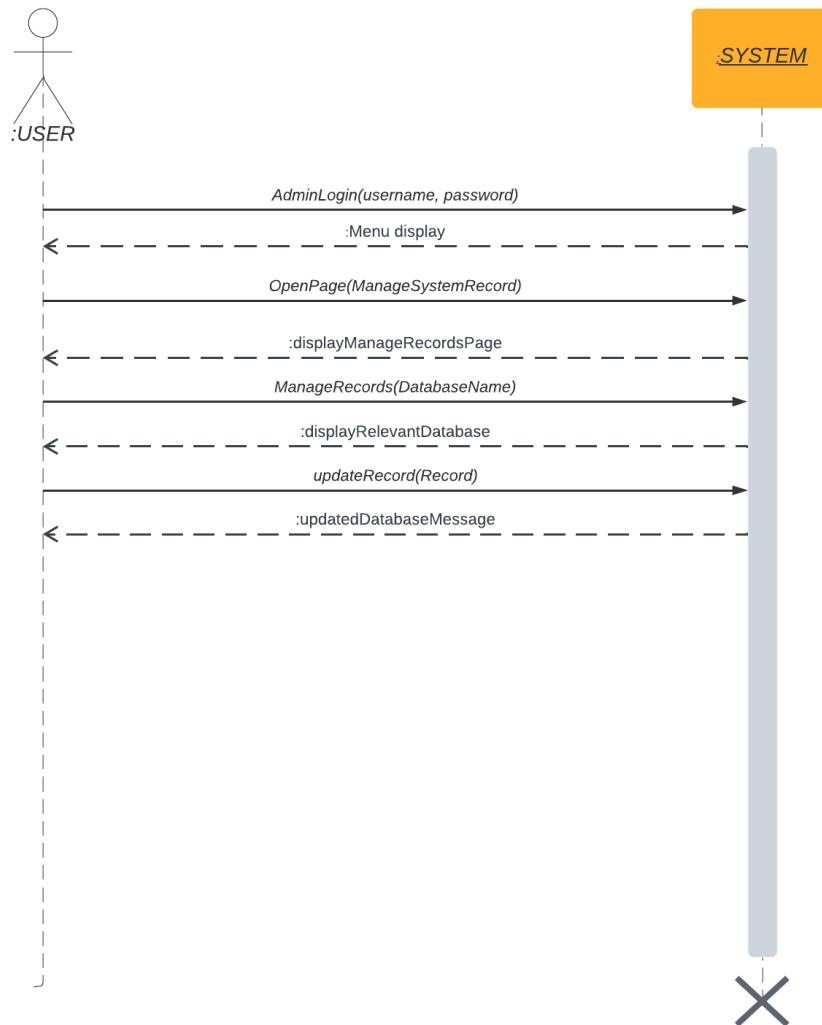 :SYSTEM
:USER
AdminLogin(username, password)
:Menu display
OpenPage(ManageSystemRecord)
:displayManageRecordsPage
ManageRecords(DatabaseName)
:displayRelevantDatabase
updateRecord(Record)
:updatedDatabaseMessage